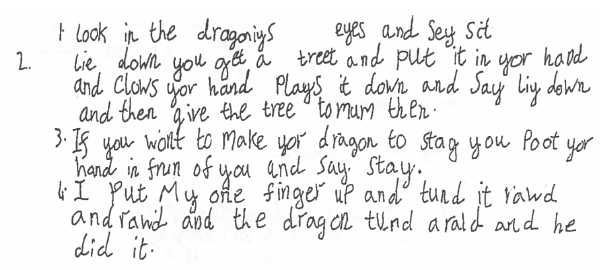 1 look in the dragoniys eyes and Sey Sit
2. Lie down you get a treet and put it in yor hand
and Clows yor hand Plays it down and Say Liy down
and then give the tree to mum then.
3. If you wont to make yor dragon to stag you Poot yor
hand in frun of you and Say. Stay.
4. I Put My one finger up and tund it rawd
and rawd and the dragon tund arald and he
did it.